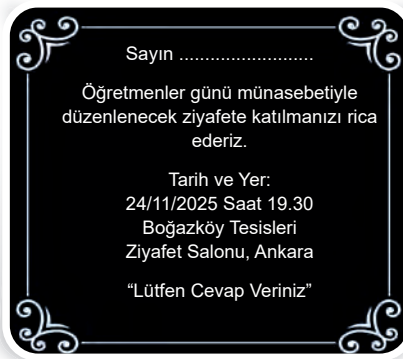 Sayın ..........................
Öğretmenler günü münasebetiyle
düzenlenecek ziyafete katılmanızı rica
ederiz.
Tarih ve Yer:
24/11/2025 Saat 19.30
Boğazköy Tesisleri
Ziyafet Salonu, Ankara
“Lütfen Cevap Veriniz”